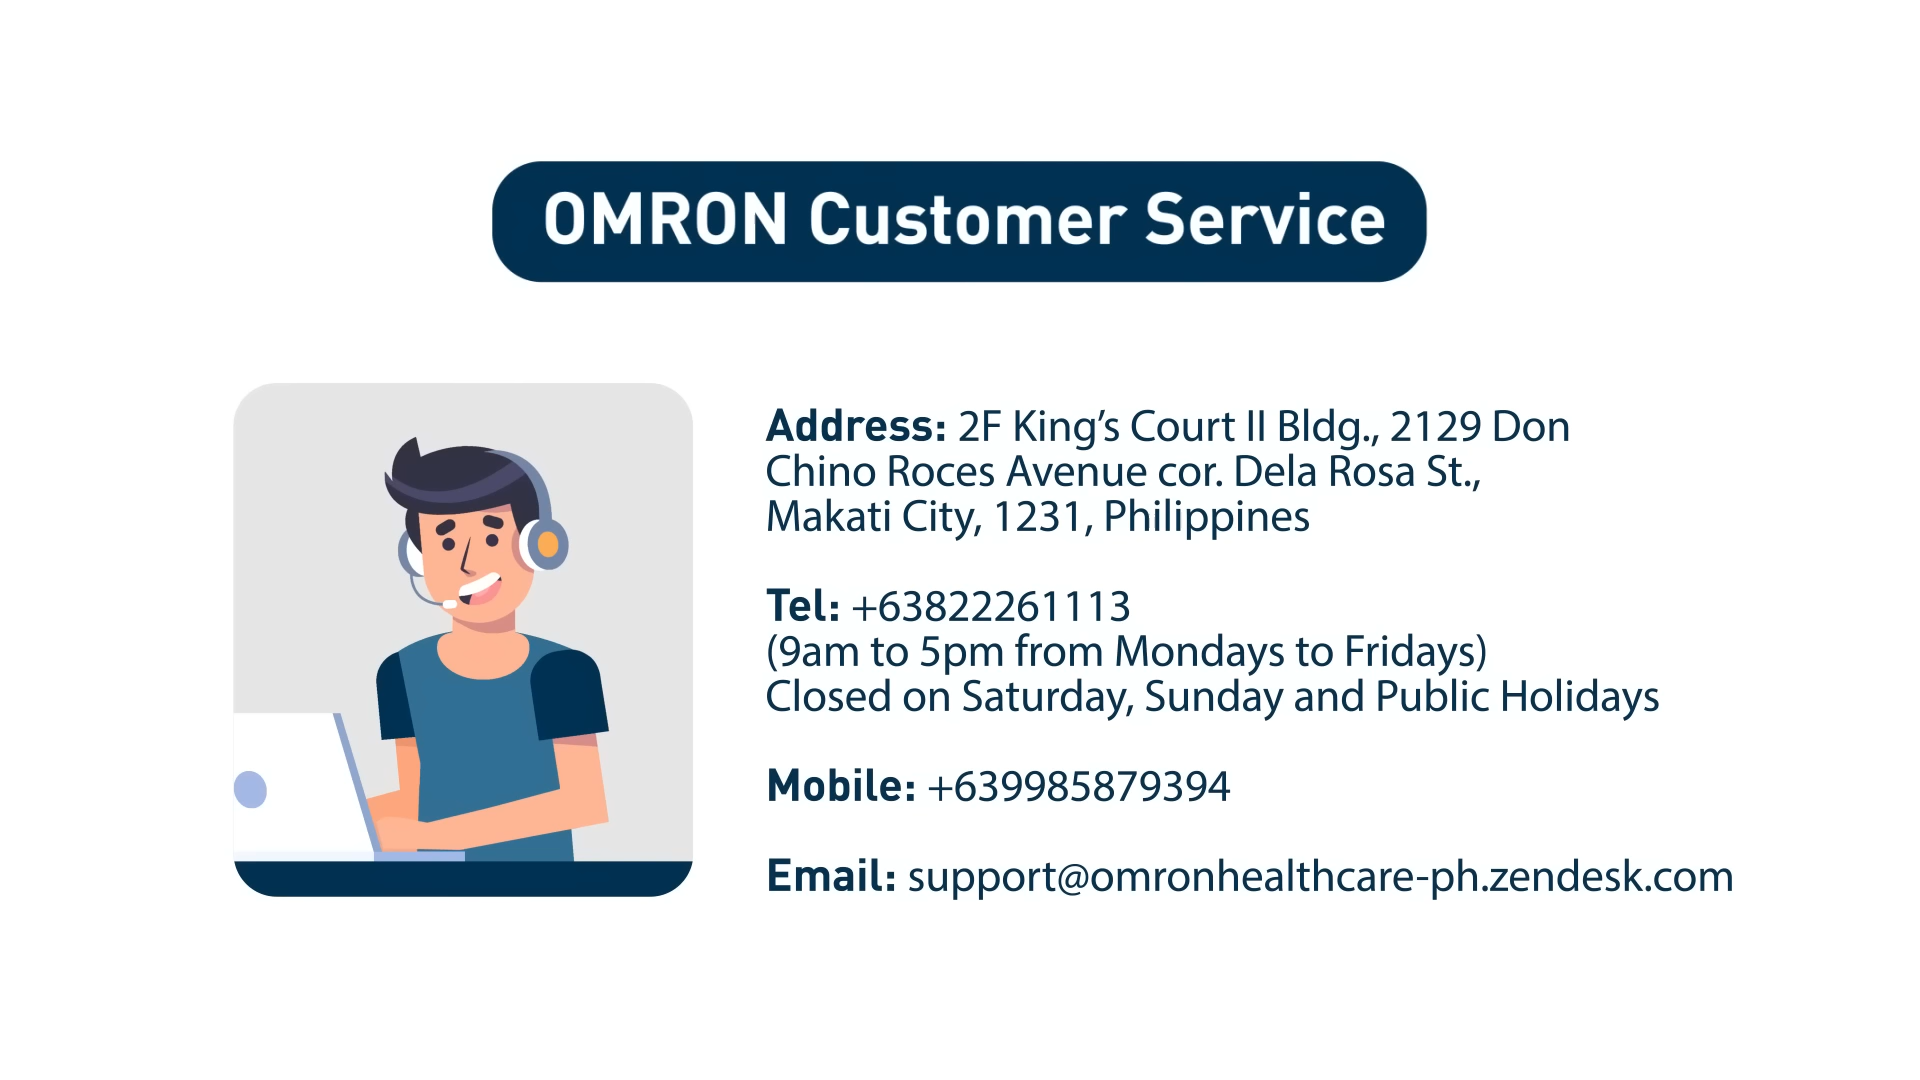 OMRON Customer Service
Address: 2F King’s Court II Bldg., 2129 Don
Chino Roces Avenue cor. Dela Rosa St.,
Makati City, 1231, Philippines
Tel: +63822261113
(9am to 5pm from Mondays to Fridays)
Closed on Saturday, Sunday and Public Holidays
Mobile: +639985879394
Email: support@omronhealthcare-ph.zendesk.com